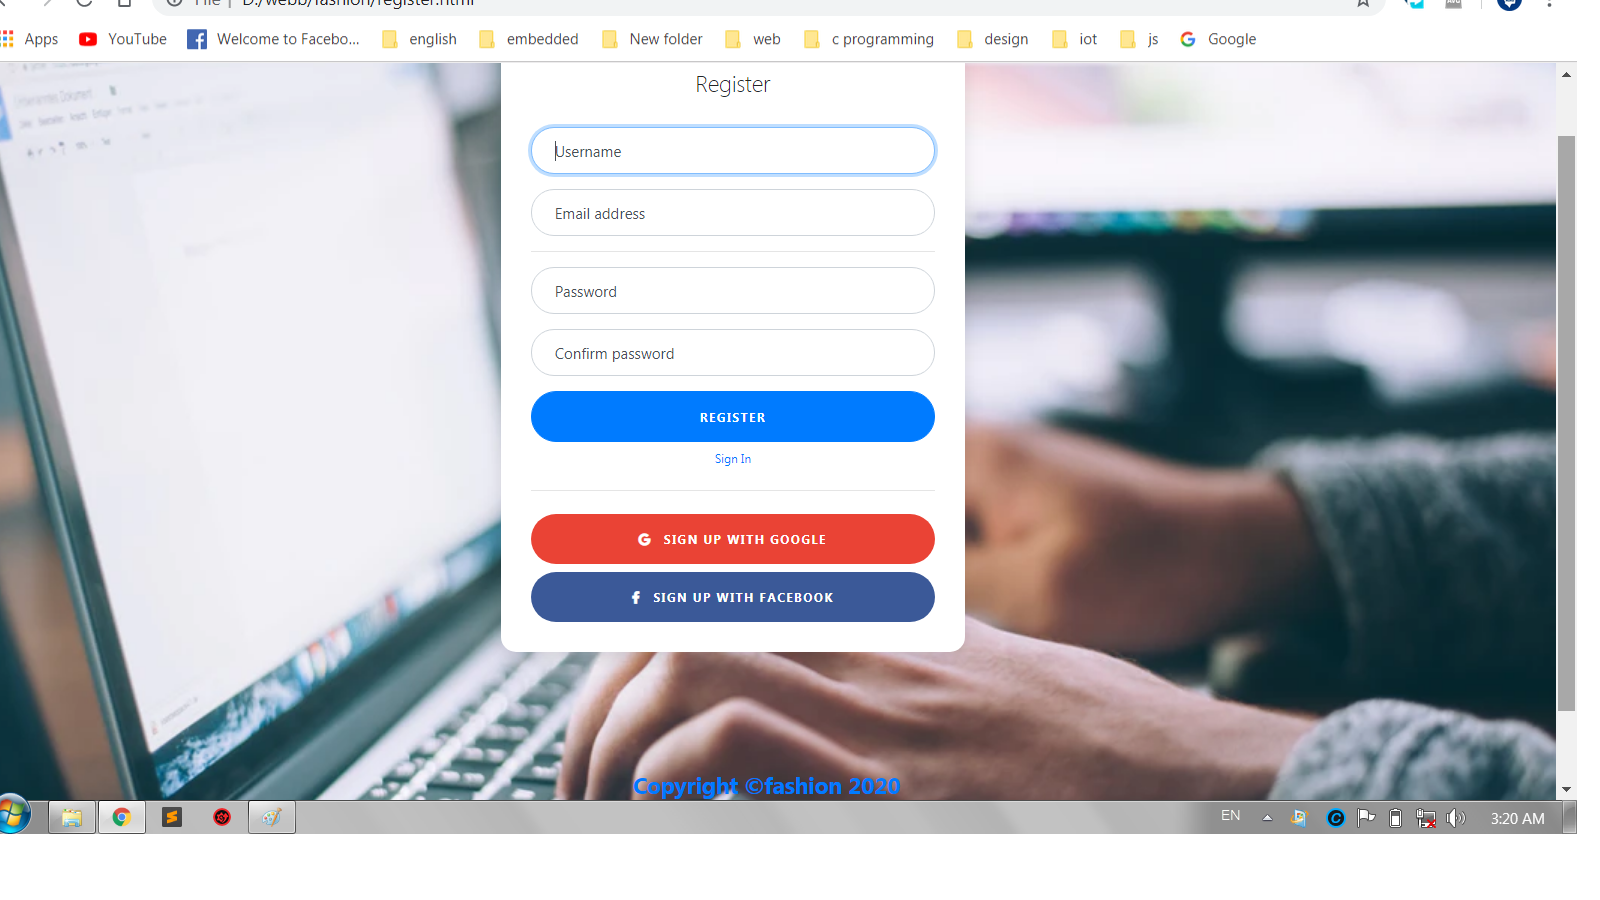 File | D:/webb/fashion/register.html
Apps YouTube Welcome to Facebo... english embedded New folder web c programming design iot js Google
Register
Username
Email address
Password
Confirm password
REGISTER
Sign In
SIGN UP WITH GOOGLE
SIGN UP WITH FACEBOOK
Copyright ©fashion 2020
EN 3:20 AM